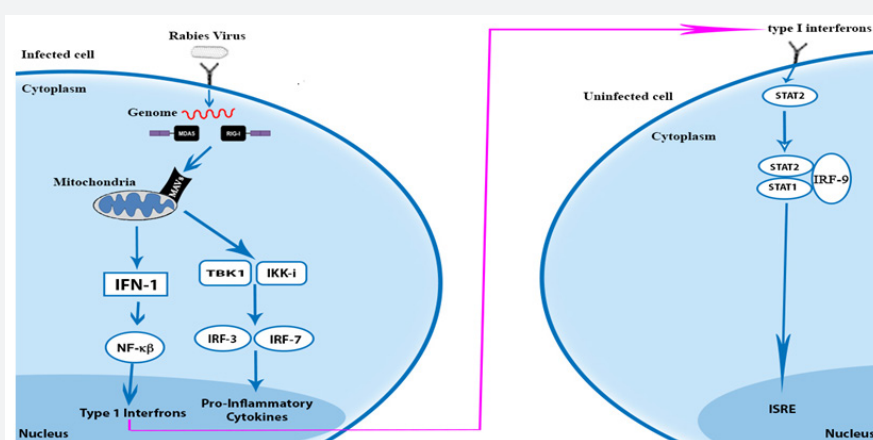 Rabies Virus
Infected cell
Cytoplasm
Genome
MDA5
RIG-I
MAVs
Mitochondria
TBK1
IKK-i
IFN-1
NF-κβ
IRF-3
IRF-7
Type 1 Interfrons
Pro-Inflammatory
Cytokines
Nucleus
type I interferons
Uninfected cell
STAT2
Cytoplasm
STAT2
STAT1
IRF-9
ISRE
Nucleus